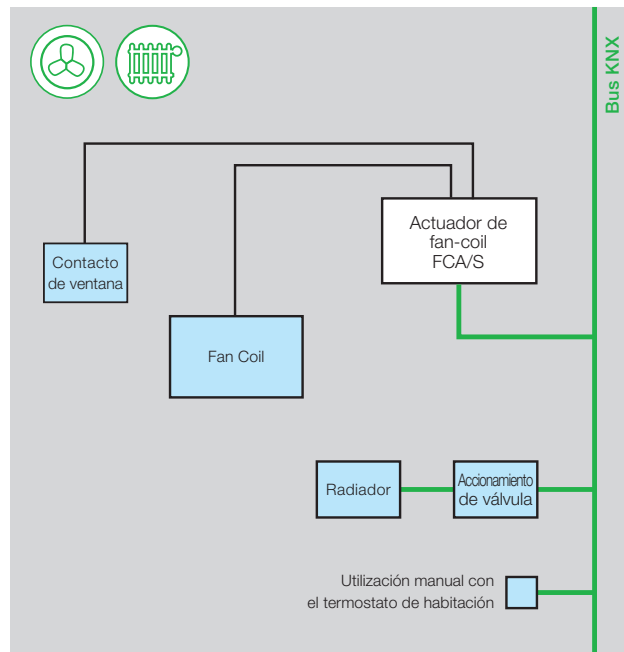 Bus KNX
Actuador de
fan-coil
FCA/S
Contacto
de ventana
Fan Coil
Radiador
Accionamiento
de válvula
Utilización manual con
el termostato de habitación